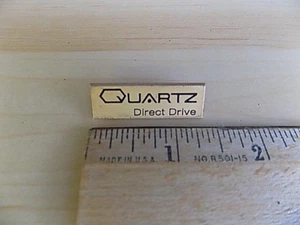 QUARTZ
Direct Drive
1 2
MADE IN U.S.A. NO. R501-15